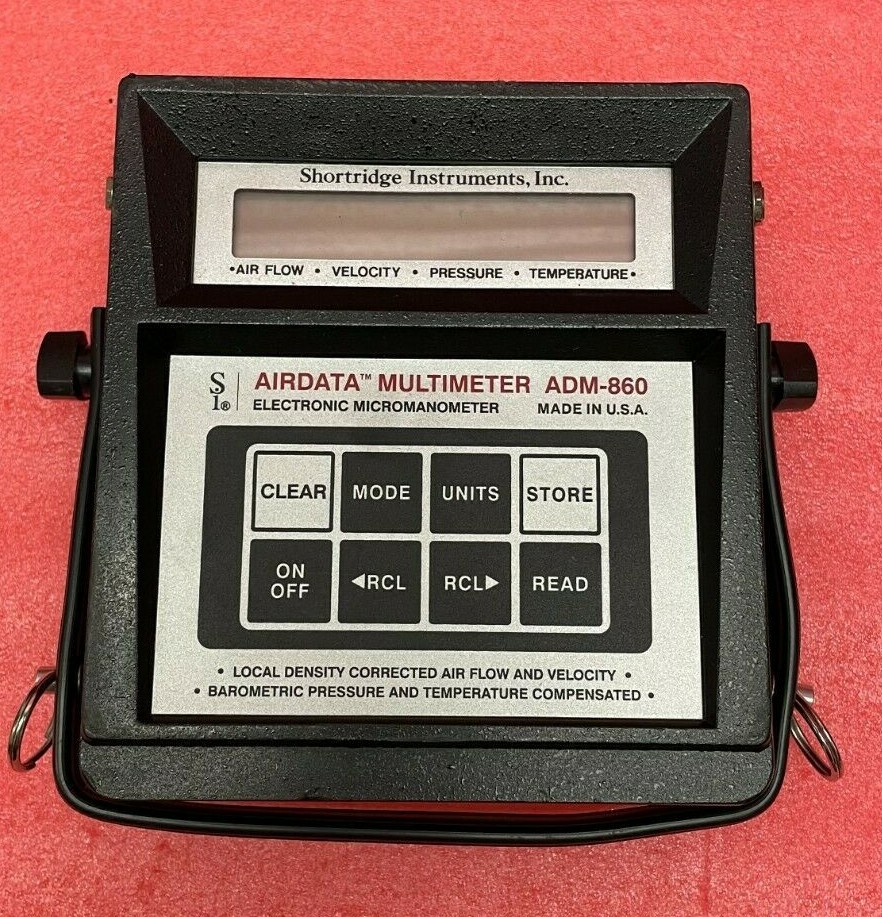 Shortridge Instruments, Inc.
•AIR FLOW • VELOCITY • PRESSURE • TEMPERATURE•
S
i®
AIRDATA™ MULTIMETER ADM-860
ELECTRONIC MICROMANOMETER MADE IN U.S.A.
CLEAR MODE UNITS STORE
ON
OFF
◀RCL RCL▶ READ
• LOCAL DENSITY CORRECTED AIR FLOW AND VELOCITY •
• BAROMETRIC PRESSURE AND TEMPERATURE COMPENSATED •